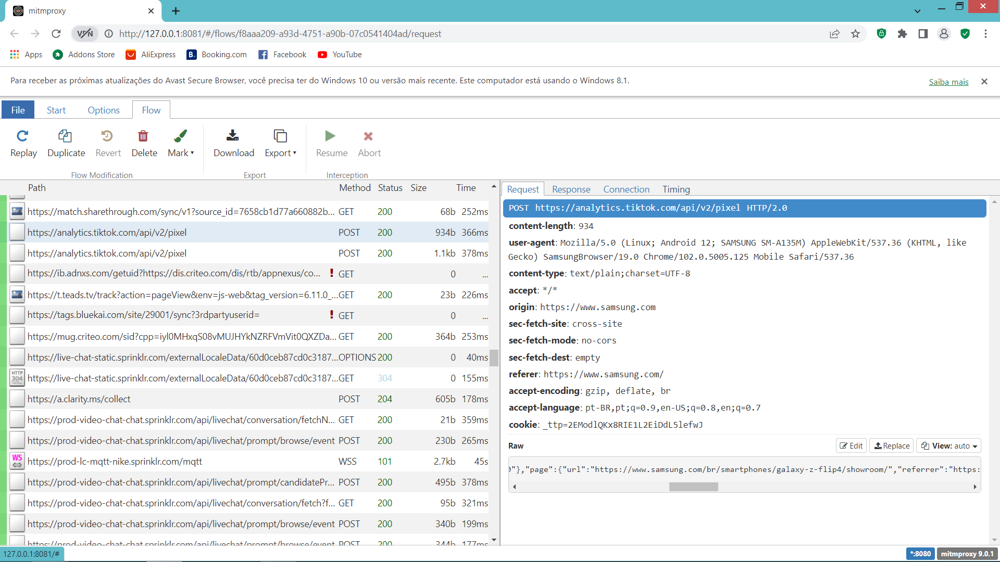 mitmproxy
VPN
http://127.0.0.1:8081/#/flows/f8aaa209-a93d-4751-a90b-07c0541404ad/request
Apps
Addons Store
AliExpress
B.
Booking.com
Facebook
YouTube
Para receber as próximas atualizações do Avast Secure Browser, você precisa ter do Windows 10 ou versão mais recente. Este computador está usando o Windows 8.1.
Saiba mais
File
Start
Options
Flow
Replay
Duplicate
Revert
Delete
Mark
Download
Export
Resume
Abort
Flow Modification
Export
Interception
Path Method Status Size Time
https://match.sharethrough.com/sync/v1?source_id=7658cb1d77a660882b... GET 200 68b 252ms
https://analytics.tiktok.com/api/v2/pixel POST 200 934b 366ms
https://analytics.tiktok.com/api/v2/pixel POST 200 1.1kb 378ms
https://ib.adnxs.com/getuid?https://dis.criteo.com/dis/rtb/appnexus/co... ! GET 0 ...
https://t.teads.tv/track?action=pageView&env=js-web&tag_version=6.11.0_... GET 200 23b 226ms
https://tags.bluekai.com/site/29001/sync?3rdpartyuserid= ! GET 0 ...
https://mug.criteo.com/sid?cpp=iyl0MHxqS08vMUJHYkNZRFVmVit0QXZDa... GET 200 364b 253ms
https://live-chat-static.sprinklr.com/externalLocaleData/60d0ceb87cd0c3187... OPTIONS 200 0 40ms
HTTP 304 https://live-chat-static.sprinklr.com/externalLocaleData/60d0ceb87cd0c3187... GET 304 0 155ms
https://a.clarity.ms/collect POST 204 605b 178ms
https://prod-video-chat-chat.sprinklr.com/api/livechat/conversation/fetchN... GET 200 21b 359ms
https://prod-video-chat-chat.sprinklr.com/api/livechat/prompt/browse/event POST 200 230b 265ms
WS https://prod-lc-mqtt-nike.sprinklr.com/mqtt WSS 101 2.7kb 45s
https://prod-video-chat-chat.sprinklr.com/api/livechat/prompt/candidatePr... POST 200 495b 378ms
https://prod-video-chat-chat.sprinklr.com/api/livechat/conversation/fetch?f... GET 200 95b 321ms
https://prod-video-chat-chat.sprinklr.com/api/livechat/prompt/browse/event POST 200 340b 199ms
https://prod-video-chat-chat.sprinklr.com/api/livechat/prompt/browse/event POST 200 344b 177ms
Request
Response
Connection
Timing
POST https://analytics.tiktok.com/api/v2/pixel HTTP/2.0
content-length: 934
user-agent: Mozilla/5.0 (Linux; Android 12; SAMSUNG SM-A135M) AppleWebKit/537.36 (KHTML, like
Gecko) SamsungBrowser/19.0 Chrome/102.0.5005.125 Mobile Safari/537.36
content-type: text/plain;charset=UTF-8
accept: */*
origin: https://www.samsung.com
sec-fetch-site: cross-site
sec-fetch-mode: no-cors
sec-fetch-dest: empty
referer: https://www.samsung.com/
accept-encoding: gzip, deflate, br
accept-language: pt-BR,pt;q=0.9,en-US;q=0.8,en;q=0.7
cookie: _ttp=2EModlQKx8RIE1L2EiDdL5lefwJ
Raw
Edit
Replace
View: auto
"},"page":{"url":"https://www.samsung.com/br/smartphones/galaxy-z-flip4/showroom/","referrer":"https:
127.0.0.1:8081/#
*:8080
mitmproxy 9.0.1